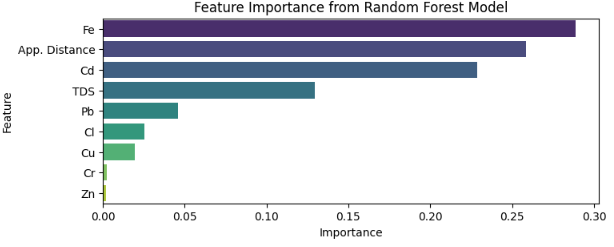 Feature Importance from Random Forest Model
Feature
Fe
App. Distance
Cd
TDS
Pb
Cl
Cu
Cr
Zn
0.00 0.05 0.10 0.15 0.20 0.25 0.30
Importance